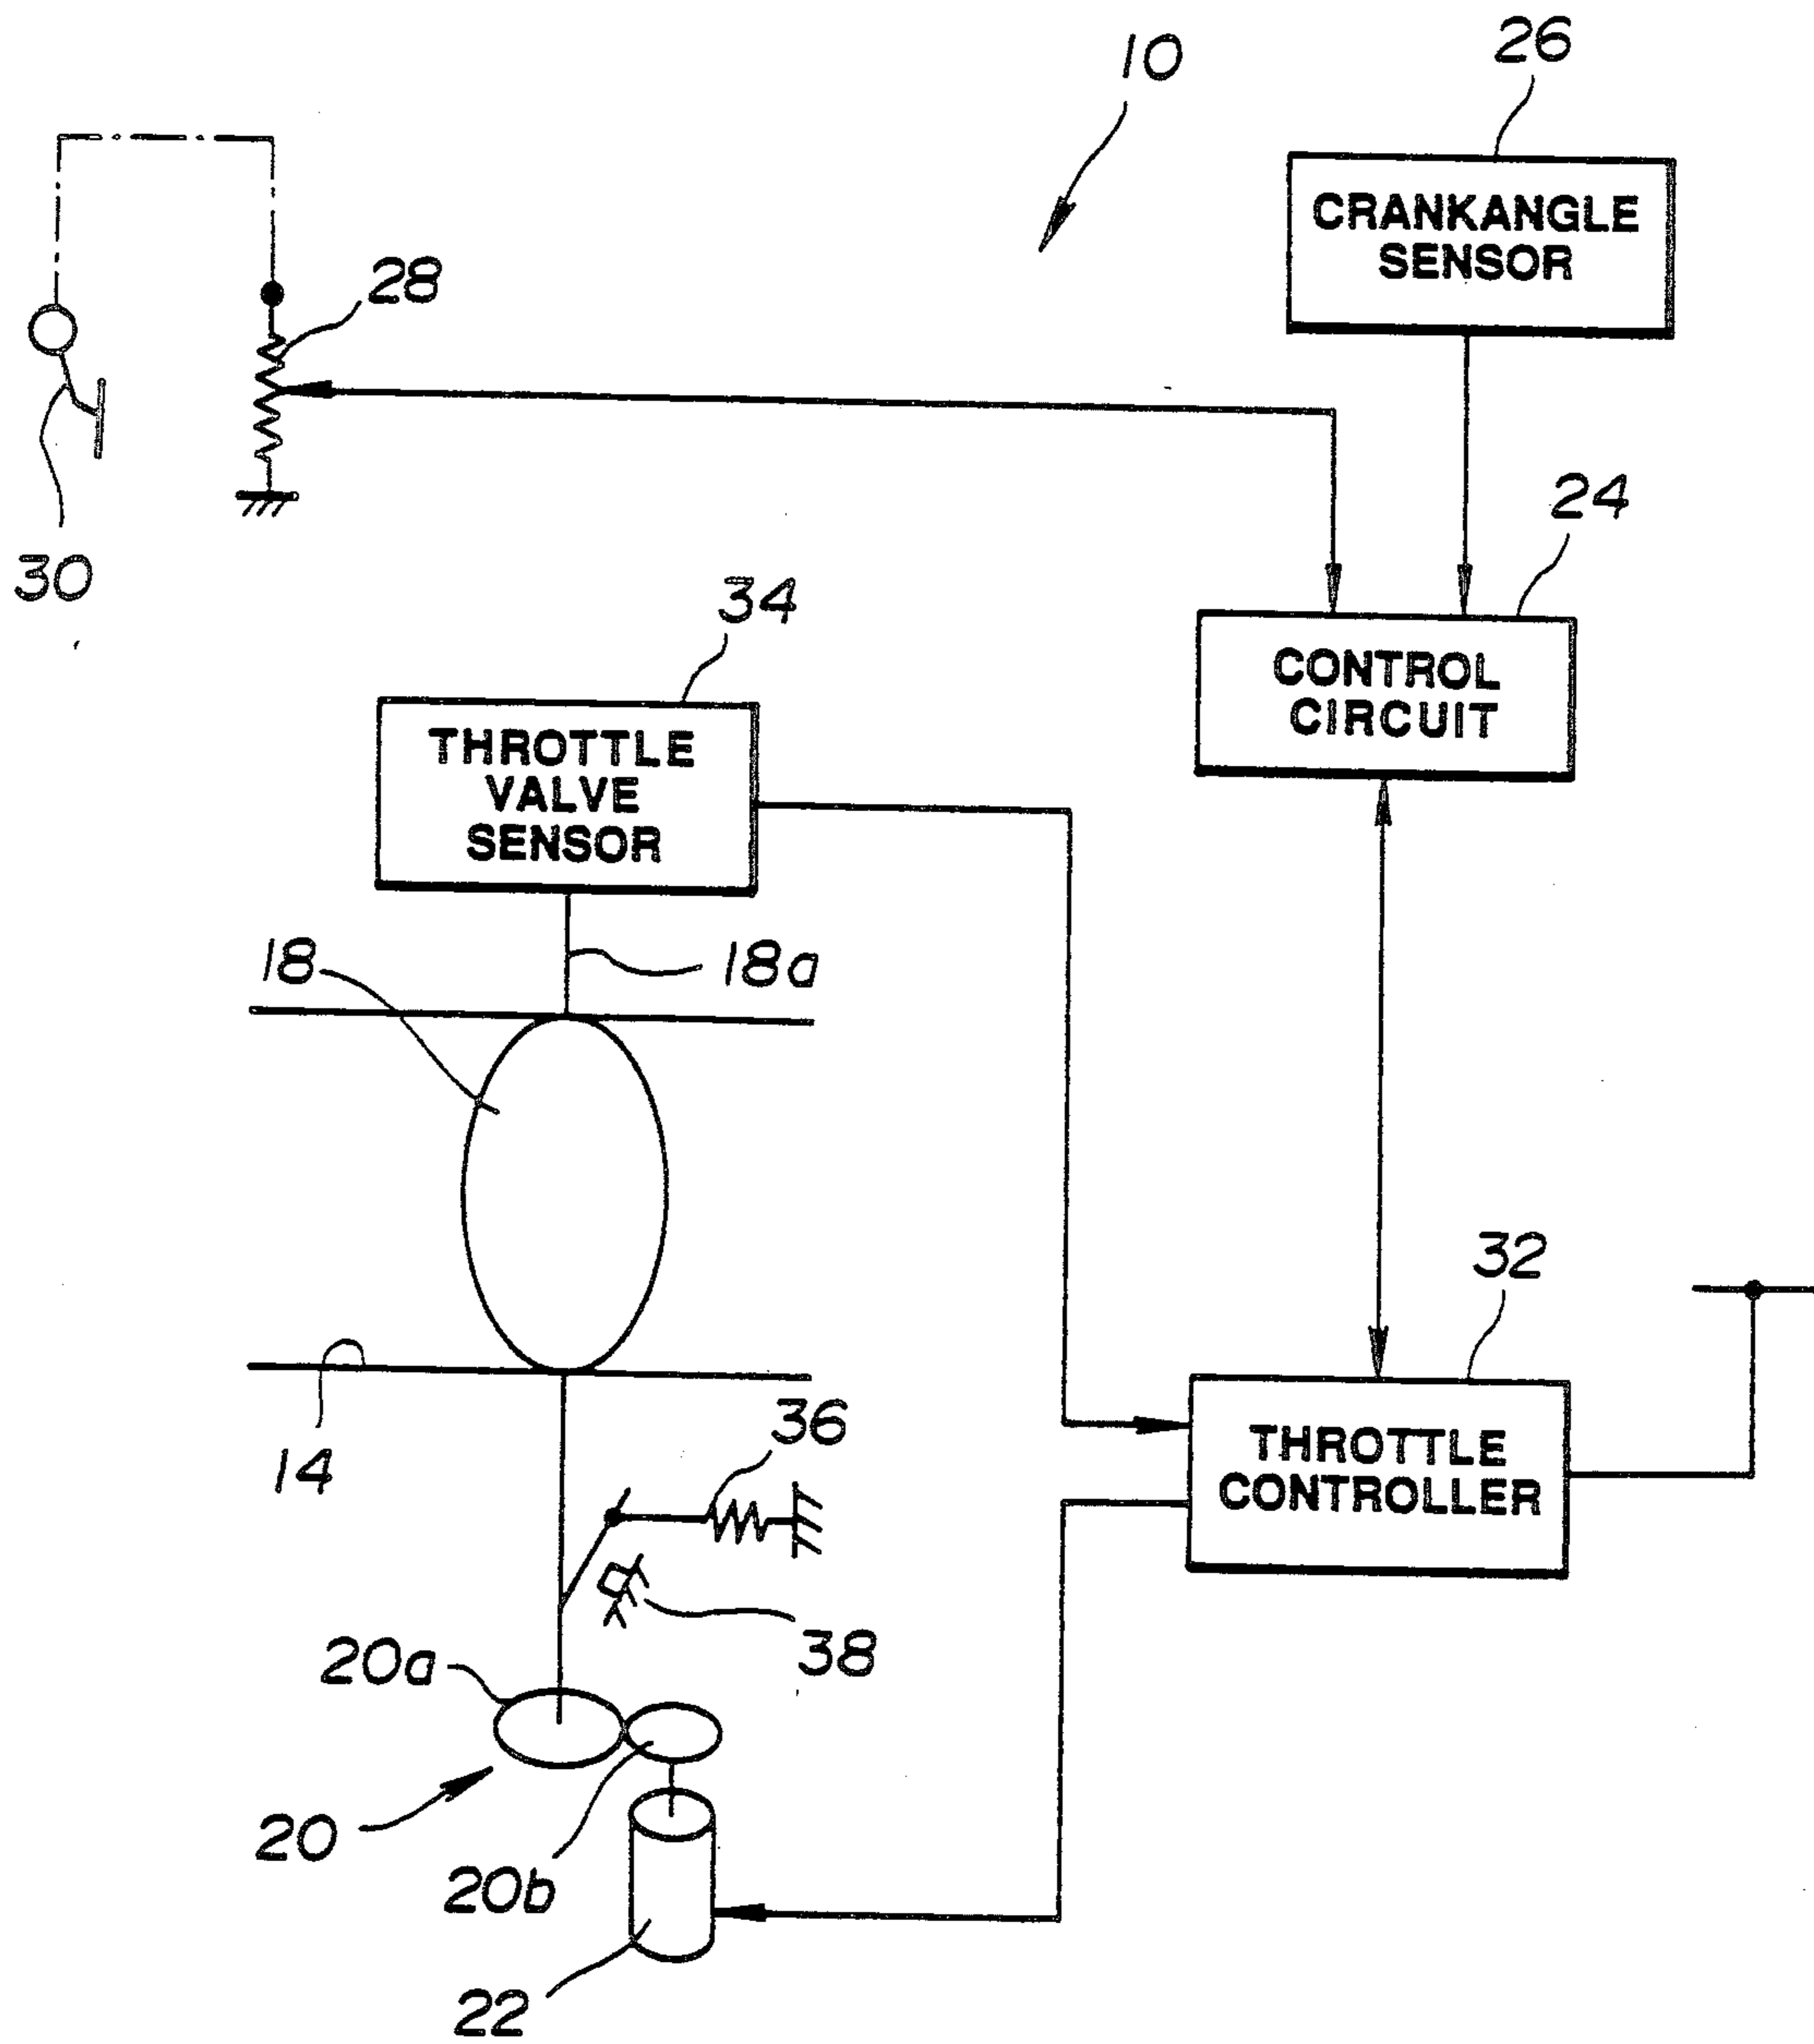 10
26
CRANKANGLE
SENSOR
28
24
30
34
CONTROL
CIRCUIT
THROTTLE
VALVE
SENSOR
18
18a
32
14
36
THROTTLE
CONTROLLER
38
20a
20
20b
22